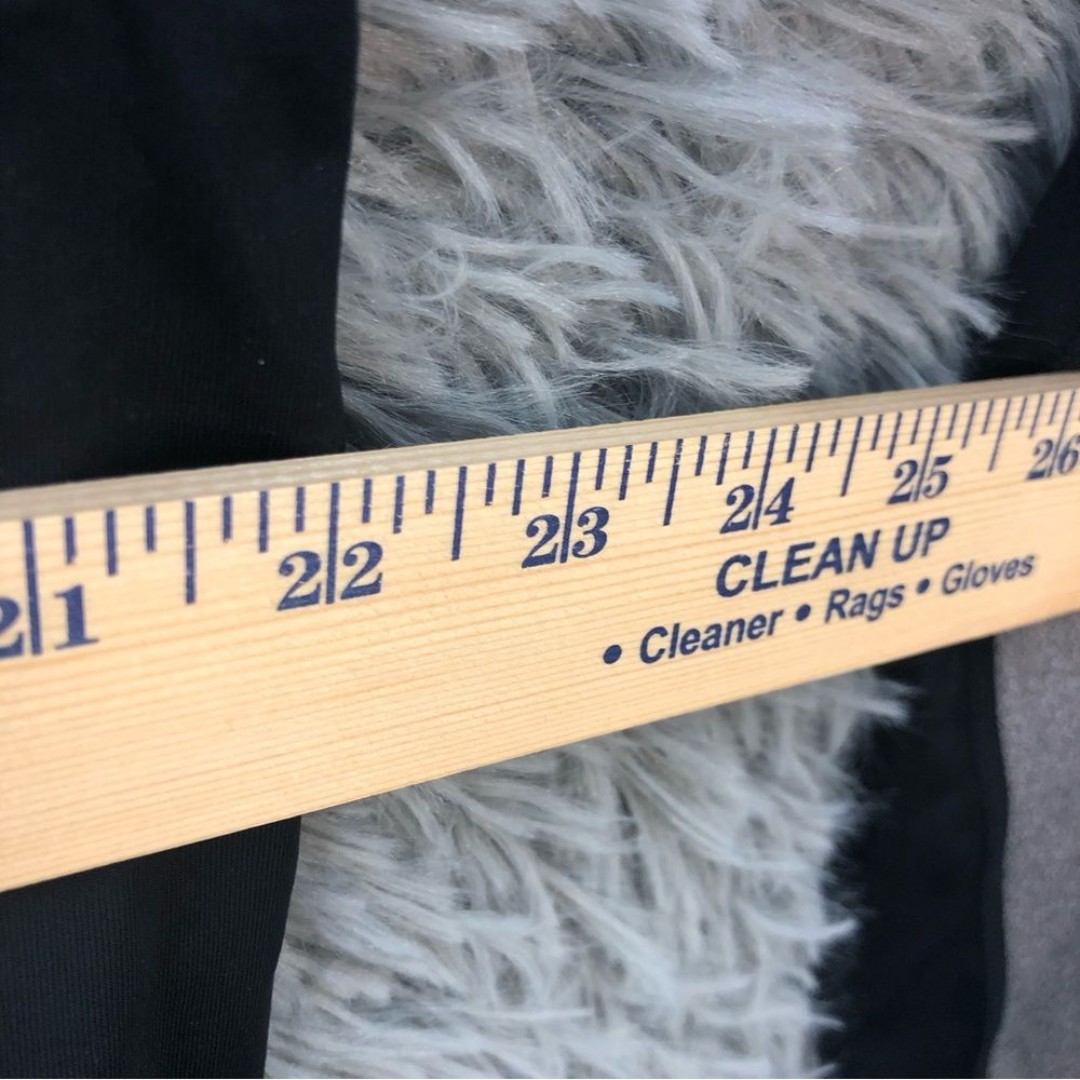 21 22 23 24 25 26
CLEAN UP
• Cleaner • Rags • Gloves